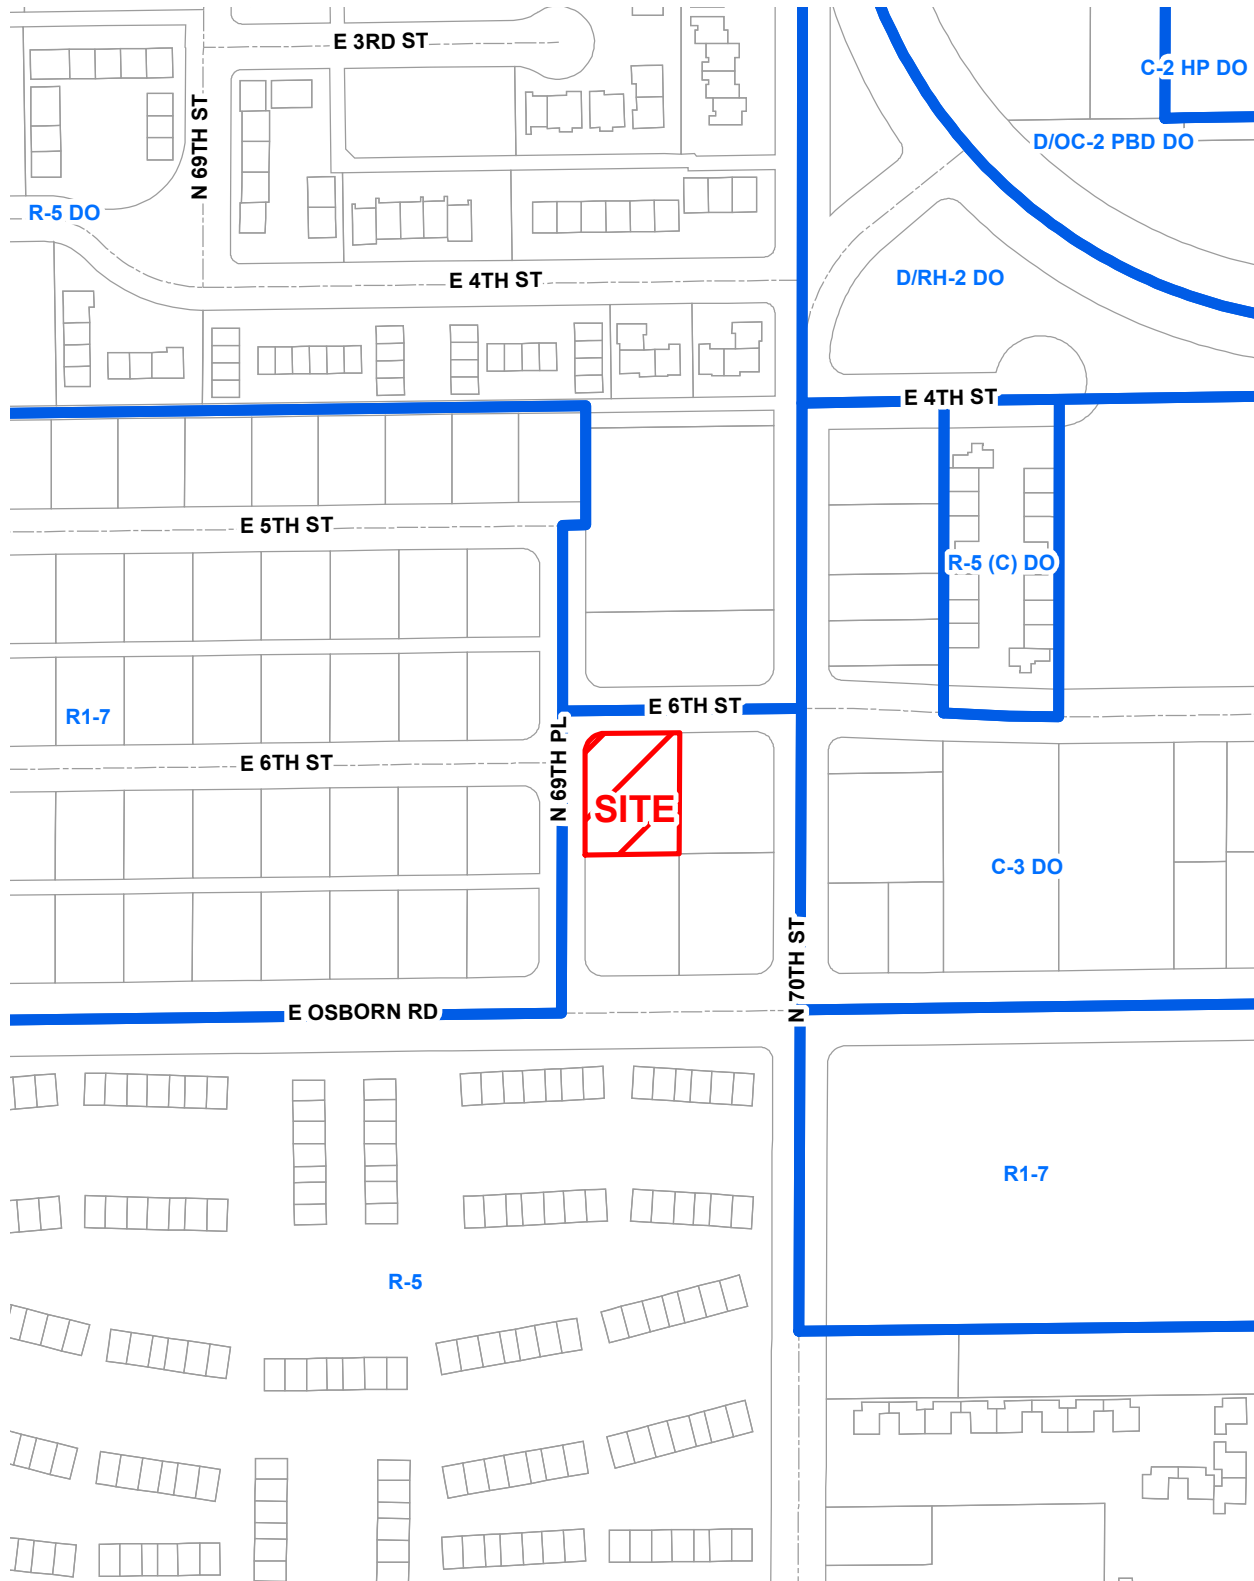 E 3RD ST
C-2 HP DO
N 69TH ST
D/OC-2 PBD DO
R-5 DO
E 4TH ST
D/RH-2 DO
E 4TH ST
E 5TH ST
R-5 (C) DO
R1-7
E 6TH ST
E 6TH ST
N 69TH PL
SITE
C-3 DO
N 70TH ST
E OSBORN RD
R1-7
R-5